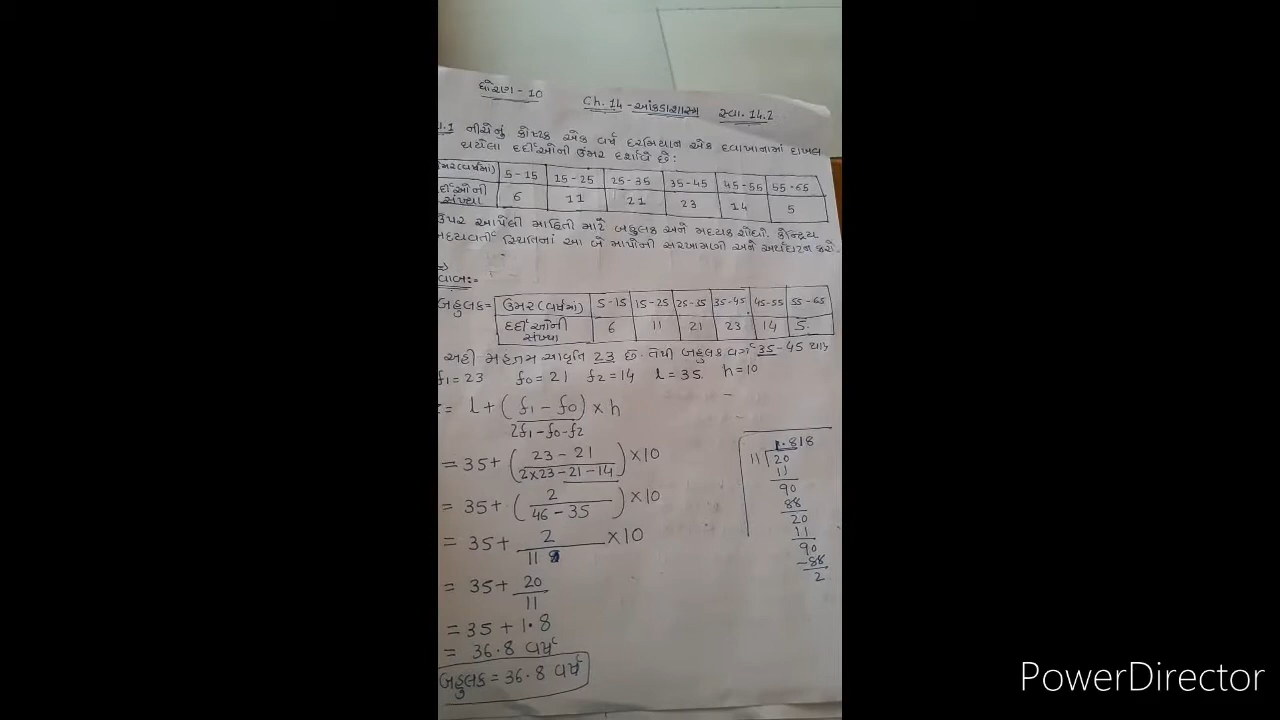 ધોરણ - 10 Ch. 14 - આંકડાશાસ્ત્ર સ્વા. 14.2
.1 નીચેનું કોષ્ટક એક વર્ષ દરમિયાન એક દવાખાનામાં દાખલ
થયેલા દર્દીઓની ઉંમર દર્શાવે છે:
ઉંમર(વર્ષમાં) 5-15 15-25 25-35 35-45 45-55 55-65
દર્દીઓની સંખ્યા 6 11 21 23 14 5
ઉપર આપેલી માહિતી માટે બહુલક અને મધ્યક શોધો. કેન્દ્રિય
મધ્યવર્તી સ્થિતિનાં આ બે માપોની સરખામણી અને અર્થઘટન કરો.
જવાબ:-
બહુલક = ઉંમર(વર્ષમાં) 5-15 15-25 25-35 35-45 45-55 55-65
દર્દીઓની સંખ્યા 6 11 21 23 14 5
અહી મહત્તમ આવૃતિ 23 છે. તેથી બહુલક વર્ગ 35-45 થાય
f1 = 23 f0 = 21 f2 = 14 l = 35 h = 10
= l + ( f1 - f0 / 2f1 - f0 - f2 ) × h
= 35 + ( 23 - 21 / 2×23 - 21 - 14 ) × 10
= 35 + ( 2 / 46 - 35 ) × 10
= 35 + 2 / 11 × 10
= 35 + 20 / 11
= 35 + 1.8
= 36.8 વર્ષ
બહુલક = 36.8 વર્ષ
1.818
11 20
11
90
88
20
11
90
-88
2
PowerDirector